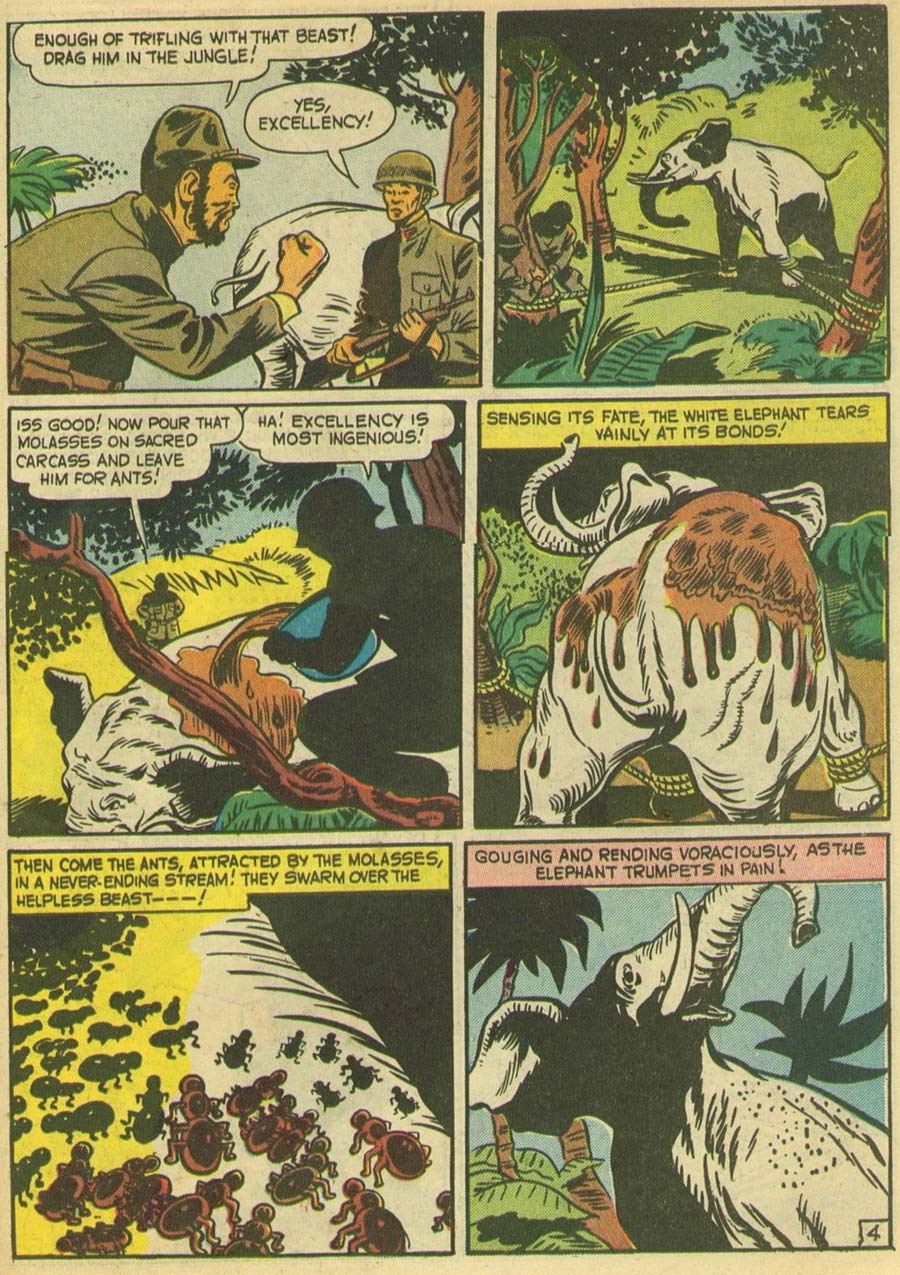 ENOUGH OF TRIFLING WITH THAT BEAST!
DRAG HIM IN THE JUNGLE!
YES,
EXCELLENCY!
ISS GOOD! NOW POUR THAT
MOLASSES ON SACRED
CARCASS AND LEAVE
HIM FOR ANTS!
HA! EXCELLENCY IS
MOST INGENIOUS!
SENSING ITS FATE, THE WHITE ELEPHANT TEARS
VAINLY AT ITS BONDS!
THEN COME THE ANTS, ATTRACTED BY THE MOLASSES,
IN A NEVER-ENDING STREAM! THEY SWARM OVER THE
HELPLESS BEAST---!
GOUGING AND RENDING VORACIOUSLY, AS THE
ELEPHANT TRUMPETS IN PAIN!
4